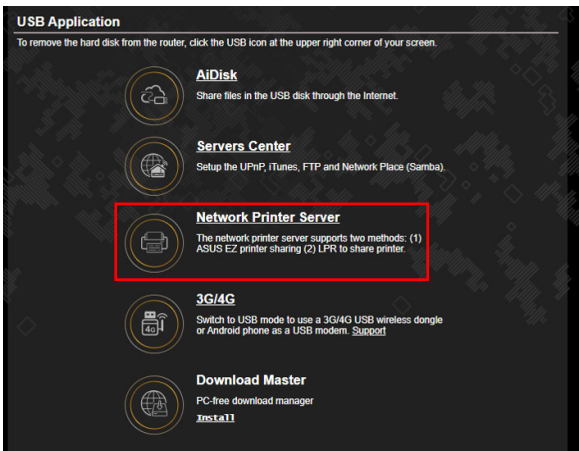 USB Application
To remove the hard disk from the router, click the USB icon at the upper right corner of your screen.
AiDisk
Share files in the USB disk through the Internet.
Servers Center
Setup the UPnP, iTunes, FTP and Network Place (Samba).
Network Printer Server
The network printer server supports two methods: (1)
ASUS EZ printer sharing (2) LPR to share printer.
3G/4G
4G
Switch to USB mode to use a 3G/4G USB wireless dongle
or Android phone as a USB modem. Support
Download Master
PC-free download manager
Install